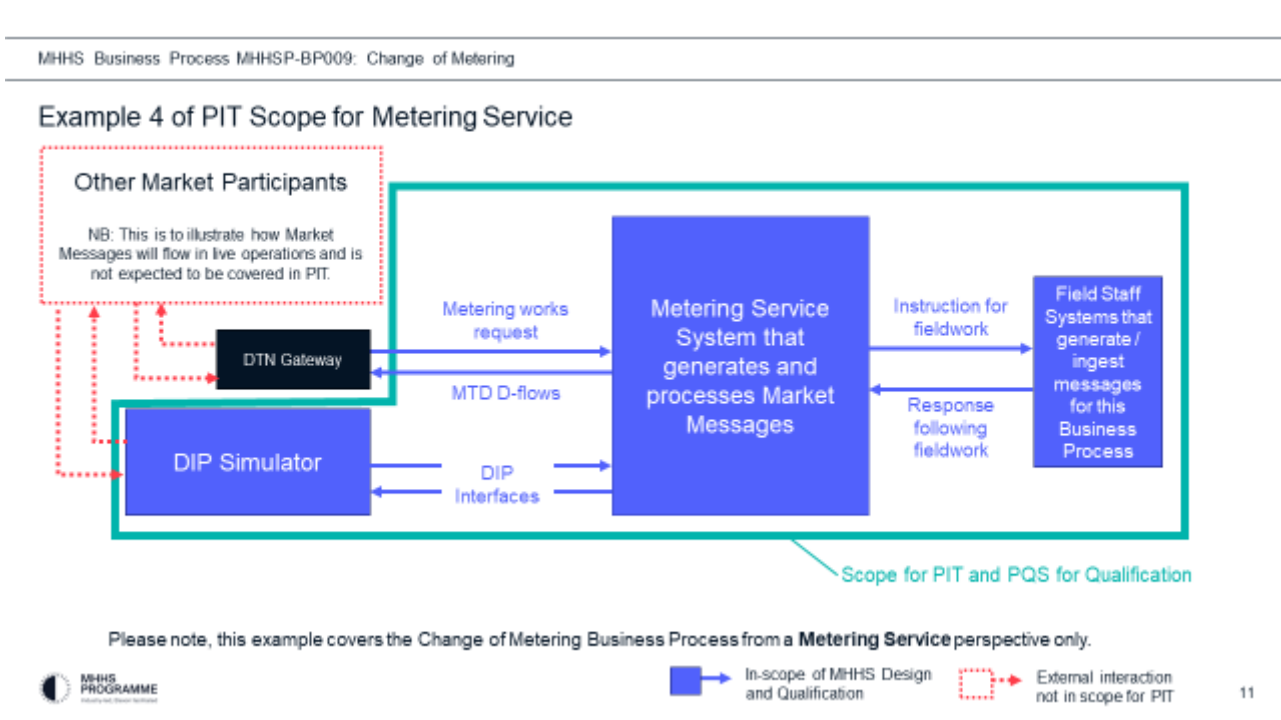 MHHS Business Process MHHSP-BP009: Change of Metering
Example 4 of PIT Scope for Metering Service
Other Market Participants
NB: This is to illustrate how Market
Messages will flow in live operations and is
not expected to be covered in PIT.
DTN Gateway
DIP Simulator
Metering works
request
MTD D-flows
DIP
Interfaces
Metering Service
System that
generates and
processes Market
Messages
Instruction for
fieldwork
Response
following
fieldwork
Field Staff
Systems that
generate /
ingest
messages
for this
Business
Process
Scope for PIT and PQS for Qualification
Please note, this example covers the Change of Metering Business Process from a Metering Service perspective only.
MHHS
PROGRAMME
In-scope of MHHS Design
and Qualification
External interaction
not in scope for PIT
11